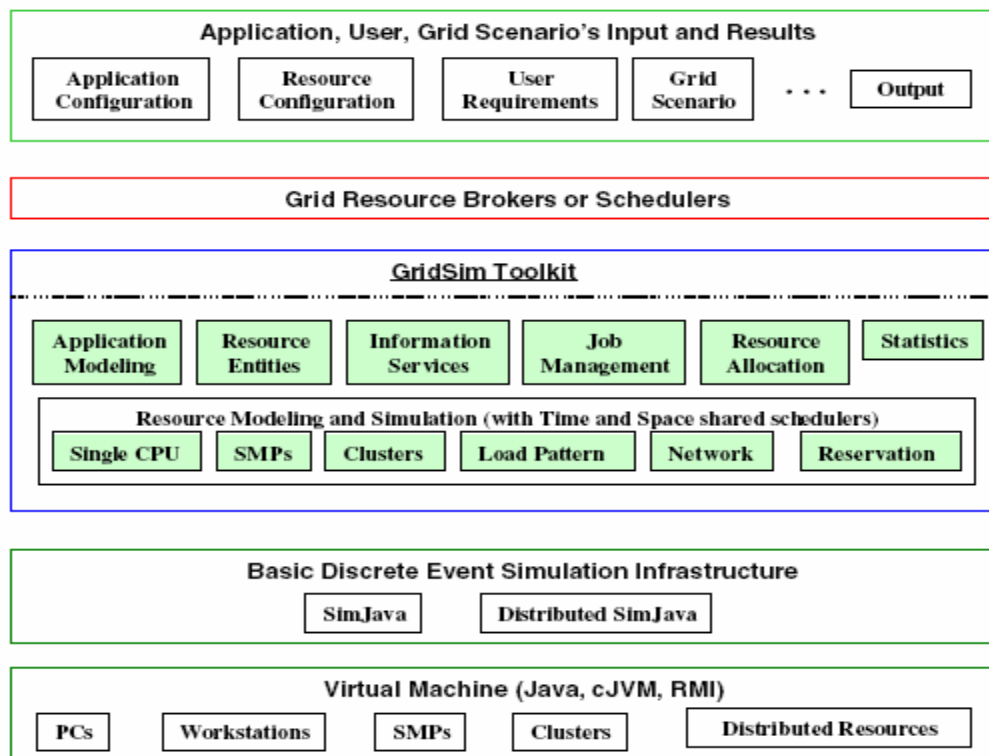 Application, User, Grid Scenario's Input and Results
Application Configuration
Resource Configuration
User Requirements
Grid Scenario
. . .
Output
Grid Resource Brokers or Schedulers
GridSim Toolkit
Application Modeling
Resource Entities
Information Services
Job Management
Resource Allocation
Statistics
Resource Modeling and Simulation (with Time and Space shared schedulers)
Single CPU
SMPs
Clusters
Load Pattern
Network
Reservation
Basic Discrete Event Simulation Infrastructure
SimJava
Distributed SimJava
Virtual Machine (Java, cJVM, RMI)
PCs
Workstations
SMPs
Clusters
Distributed Resources